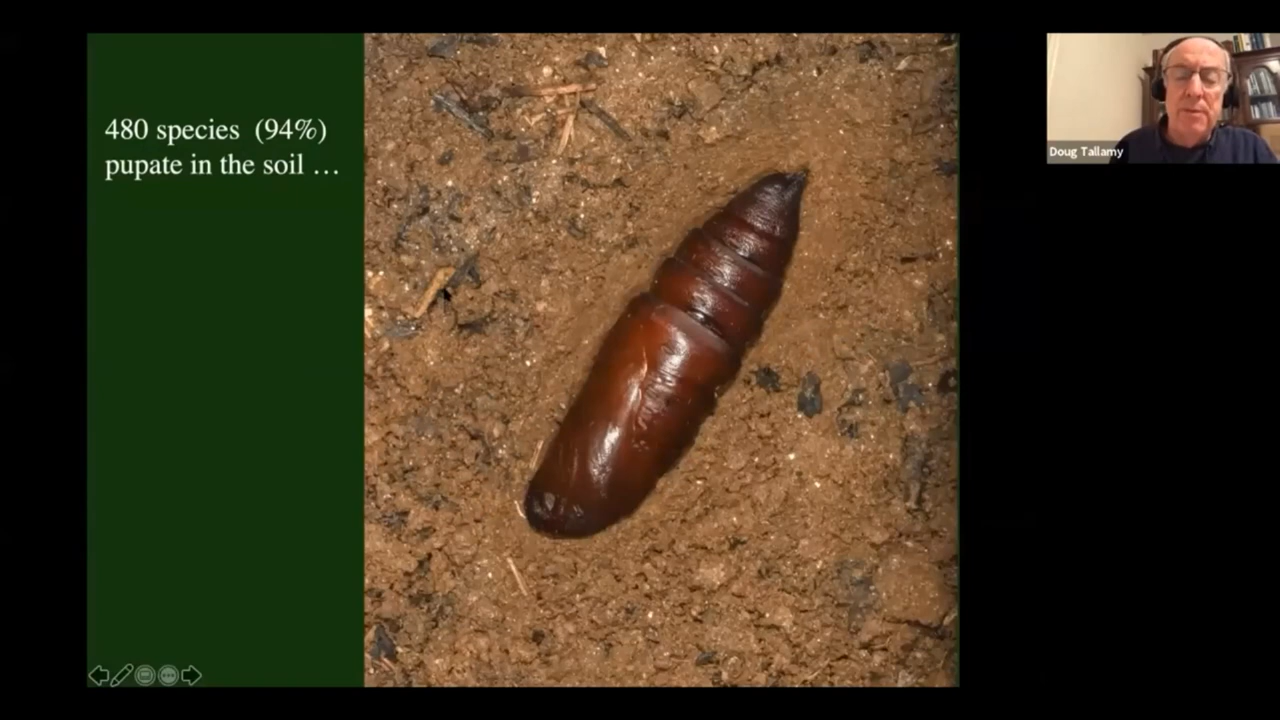 480 species (94%)
pupate in the soil …
Doug Tallamy